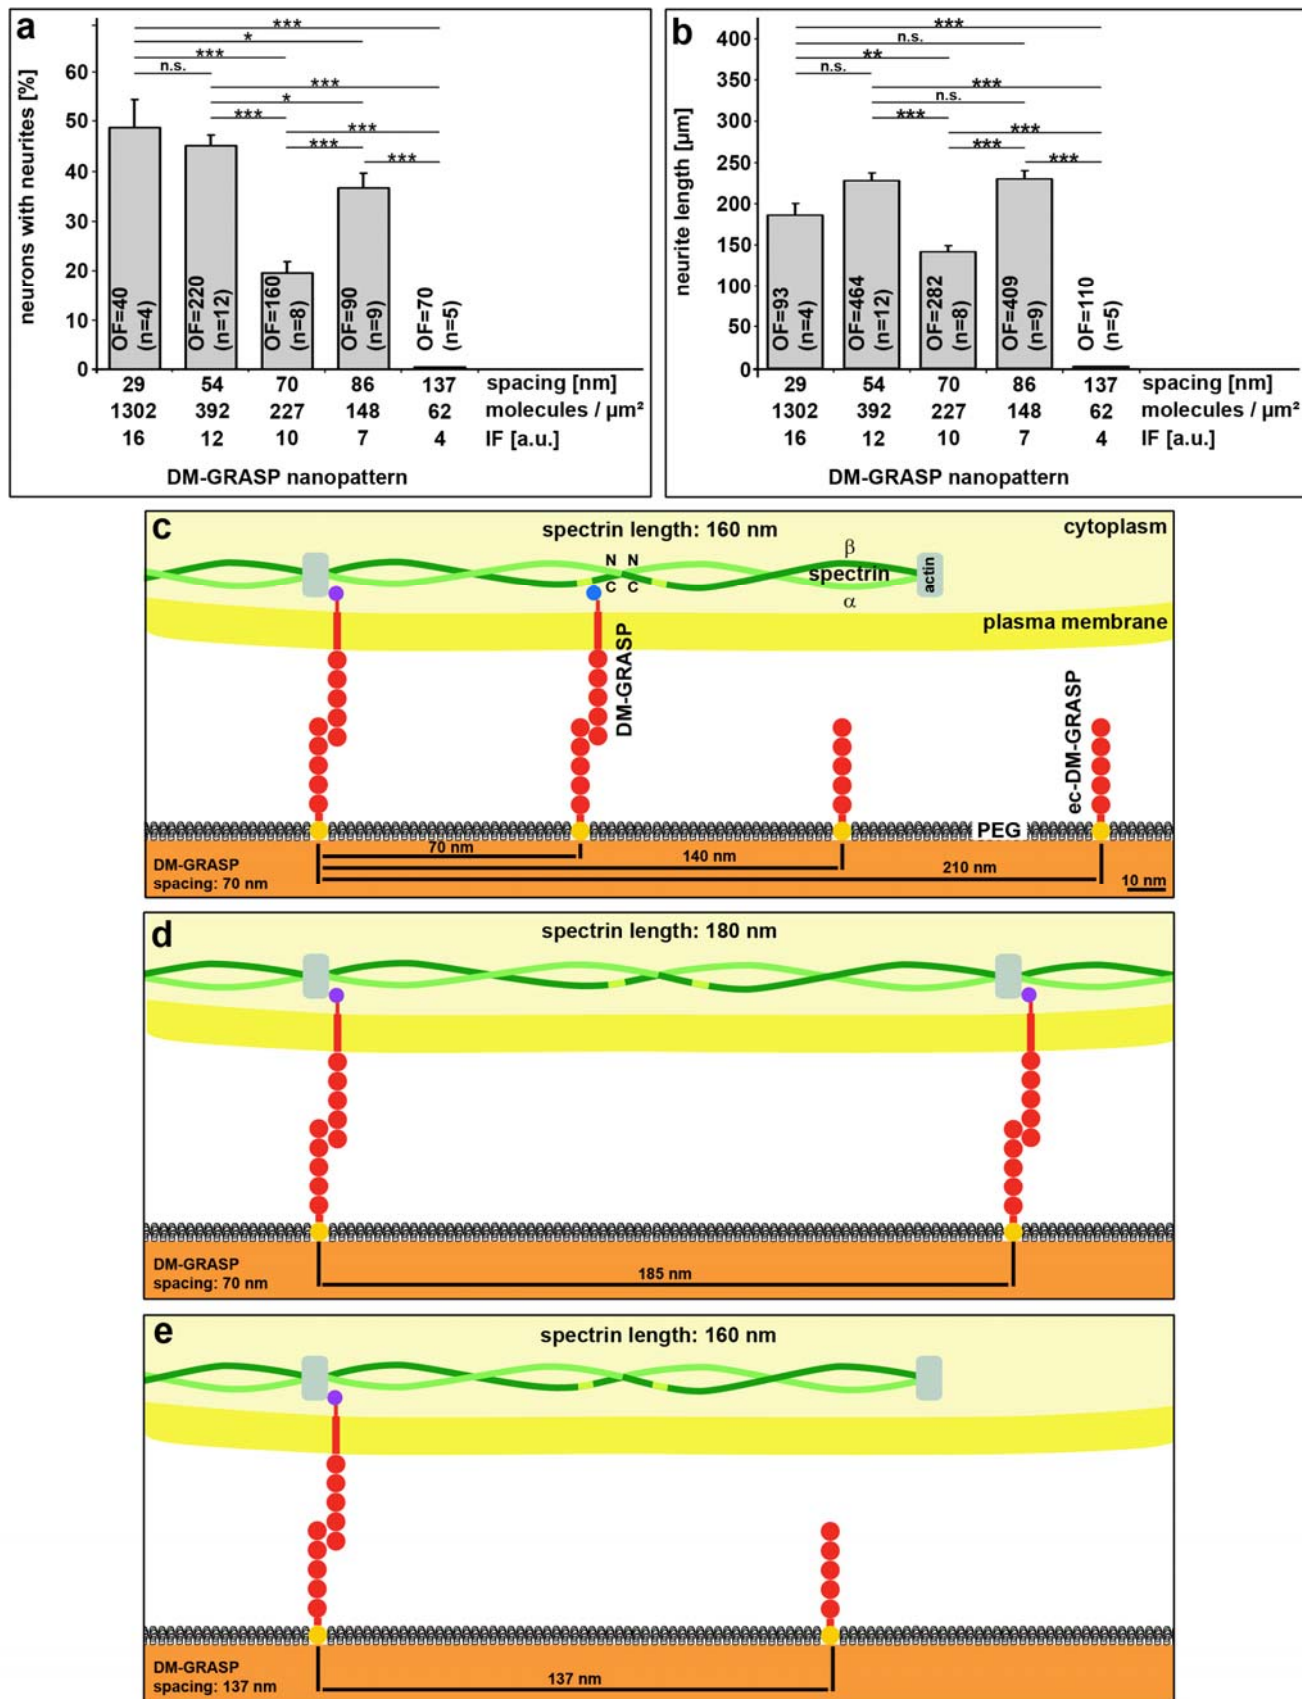 a
***
*
***
n.s.
***
*
***
***
***
***
neurons with neurites [%]
60
50
40
30
20
10
0
OF=40
(n=4)
OF=220
(n=12)
OF=160
(n=8)
OF=90
(n=9)
OF=70
(n=5)
29 54 70 86 137 spacing [nm]
1302 392 227 148 62 molecules / µm²
16 12 10 7 4 IF [a.u.]
DM-GRASP nanopattern
b
***
n.s.
**
n.s.
***
n.s.
***
***
***
***
neurite length [µm]
400
350
300
250
200
150
100
50
0
OF=93
(n=4)
OF=464
(n=12)
OF=282
(n=8)
OF=409
(n=9)
OF=110
(n=5)
29 54 70 86 137 spacing [nm]
1302 392 227 148 62 molecules / µm²
16 12 10 7 4 IF [a.u.]
DM-GRASP nanopattern
c
spectrin length: 160 nm
cytoplasm
N N
C C
β
spectrin
α
actin
plasma membrane
DM-GRASP
ec-DM-GRASP
PEG
70 nm
140 nm
210 nm
10 nm
DM-GRASP
spacing: 70 nm
d
spectrin length: 180 nm
185 nm
DM-GRASP
spacing: 70 nm
e
spectrin length: 160 nm
137 nm
DM-GRASP
spacing: 137 nm